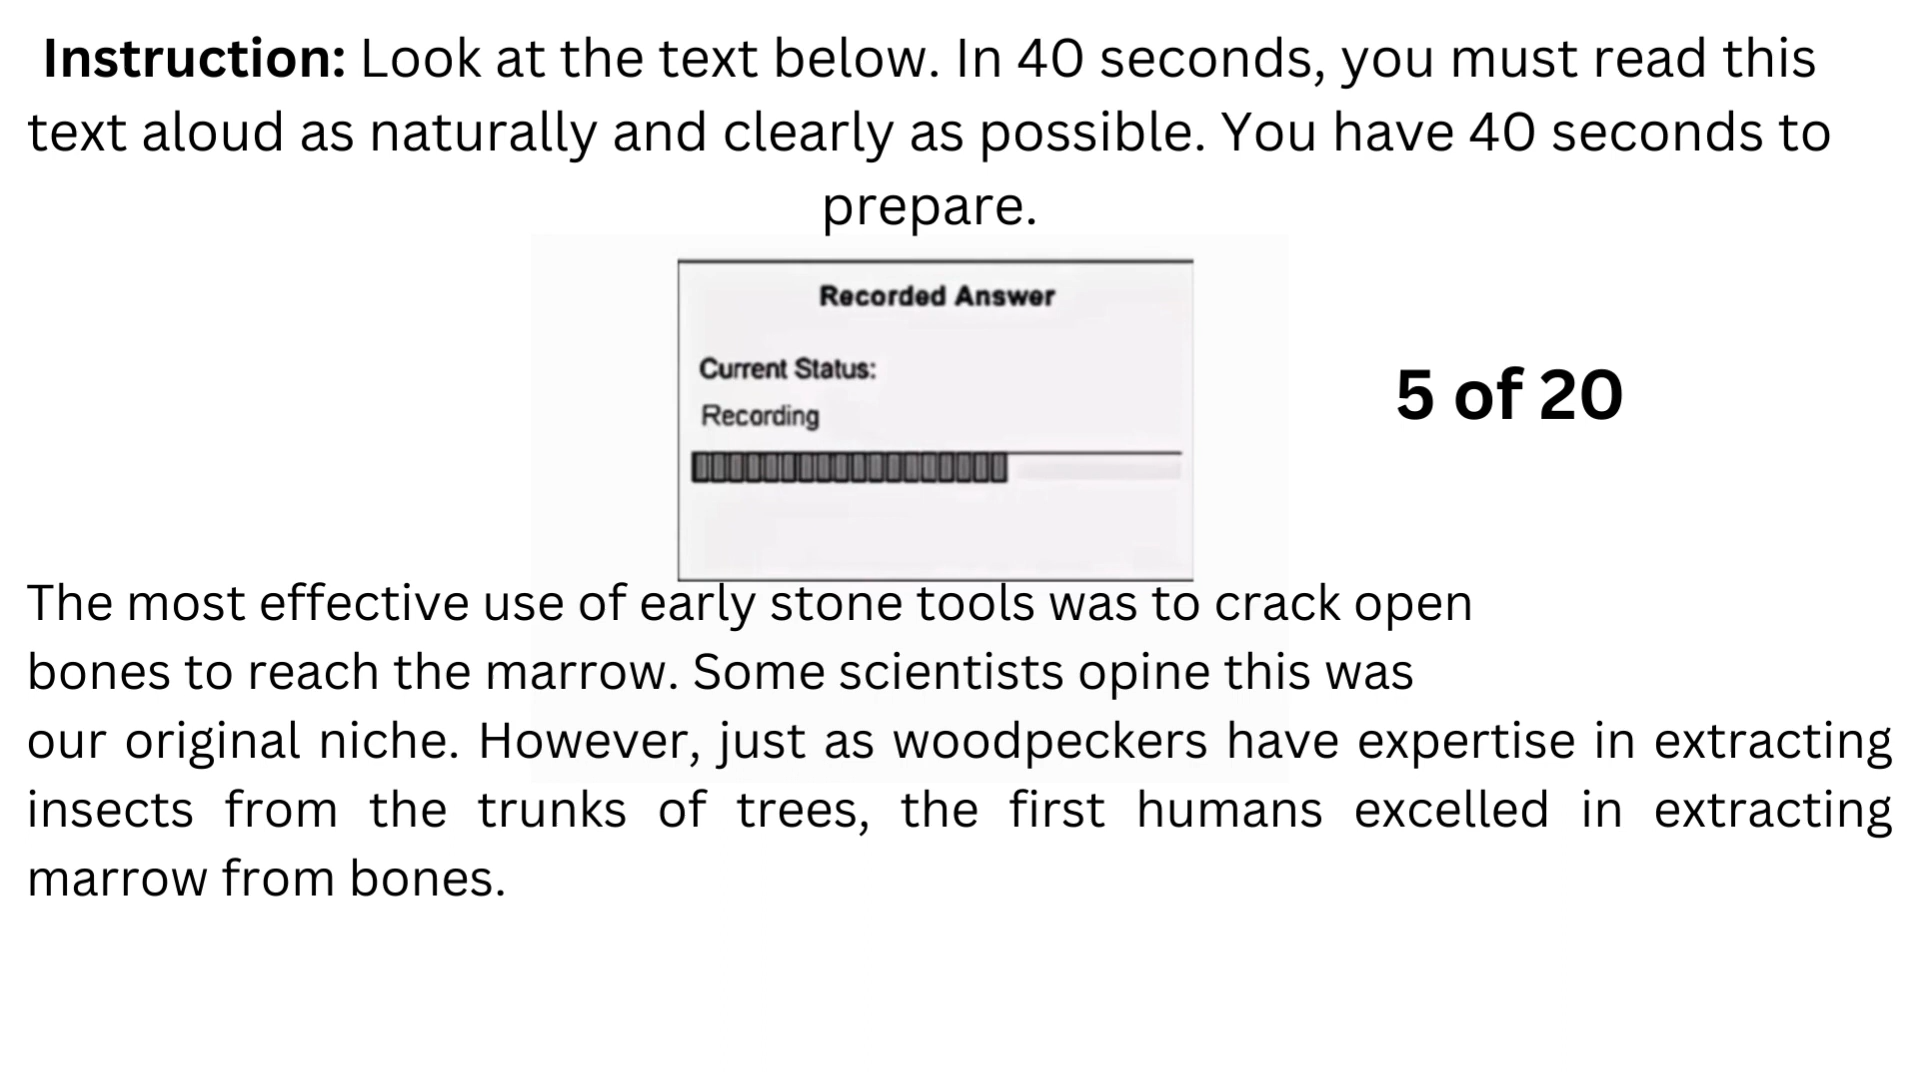 Instruction: Look at the text below. In 40 seconds, you must read this
text aloud as naturally and clearly as possible. You have 40 seconds to
prepare.
Recorded Answer
Current Status:
Recording
5 of 20
The most effective use of early stone tools was to crack open
bones to reach the marrow. Some scientists opine this was
our original niche. However, just as woodpeckers have expertise in extracting
insects from the trunks of trees, the first humans excelled in extracting
marrow from bones.